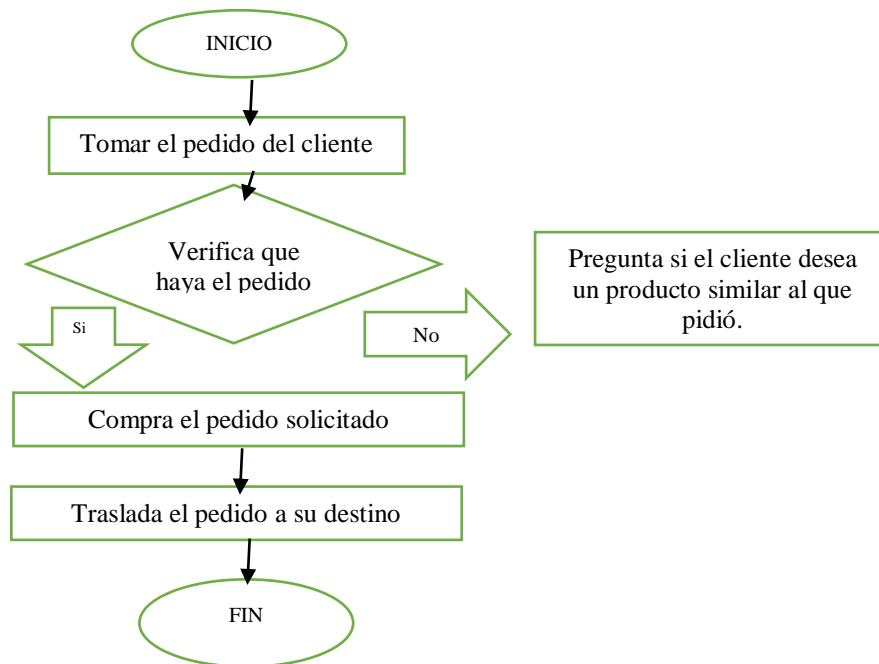 INICIO
Tomar el pedido del cliente
Verifica que
haya el pedido
Si
No
Pregunta si el cliente desea
un producto similar al que
pidió.
Compra el pedido solicitado
Traslada el pedido a su destino
FIN